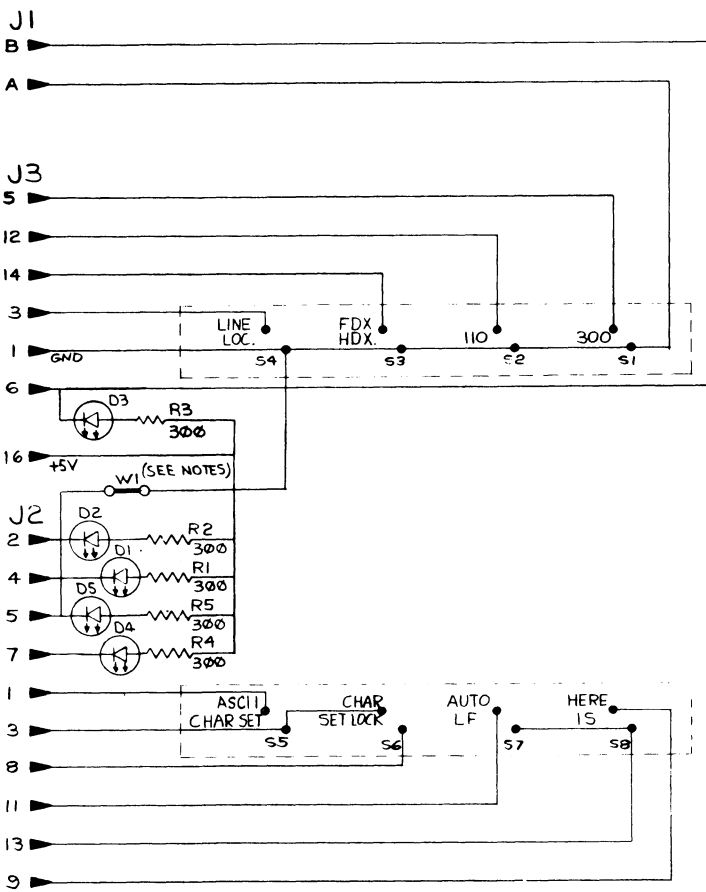 J1
B
A
J3
5
12
14
3
LINE FDX
LOC. HDX. 110 300
1 GND S4 S3 S2 S1
6
D3 R3
300
16 +5V
W1 (SEE NOTES)
J2
D2 R2
2 300
D1
4 R1
300
D5
5 R5
300
D4
7 R4
300
1
ASCII CHAR AUTO HERE
CHAR SET SET LOCK LF IS
3 S5 S6 S7 S8
8
11
13
9